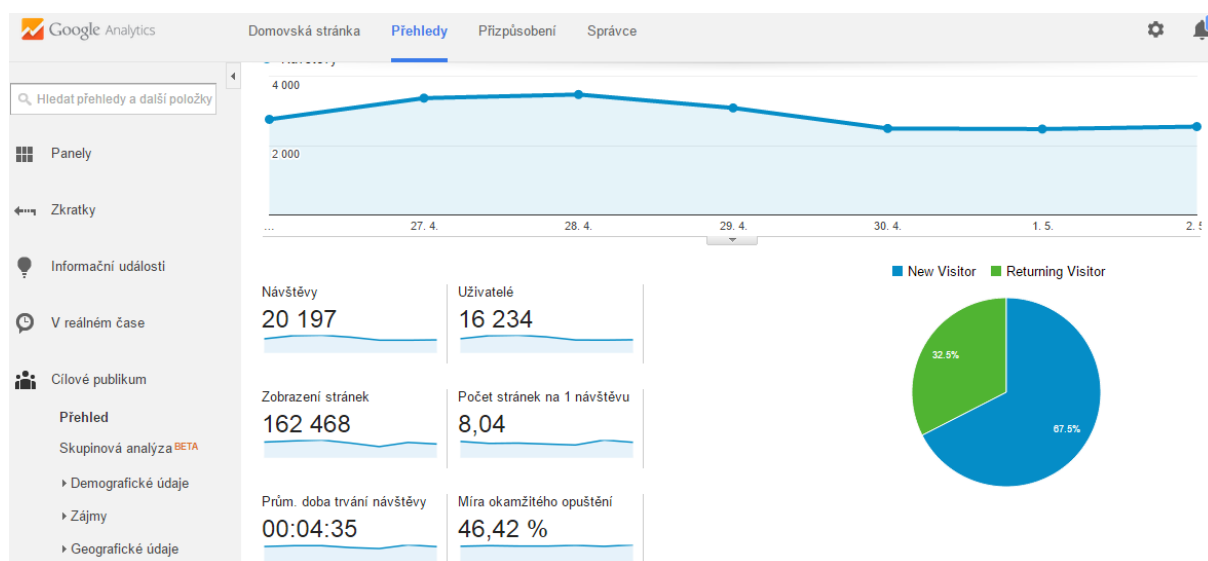 Google Analytics
Domovská stránka Přehledy Přizpůsobení Správce
Hledat přehledy a další položky
Panely
Zkratky
Informační události
V reálném čase
Cílové publikum
Přehled
Skupinová analýza BETA
Demografické údaje
Zájmy
Geografické údaje
4 000
2 000
... 27. 4. 28. 4. 29. 4. 30. 4. 1. 5. 2.
New Visitor Returning Visitor
Návštěvy
20 197
Uživatelé
16 234
Zobrazení stránek
162 468
Počet stránek na 1 návštěvu
8,04
Prům. doba trvání návštěvy
00:04:35
Míra okamžitého opuštění
46,42 %
32.5%
67.5%